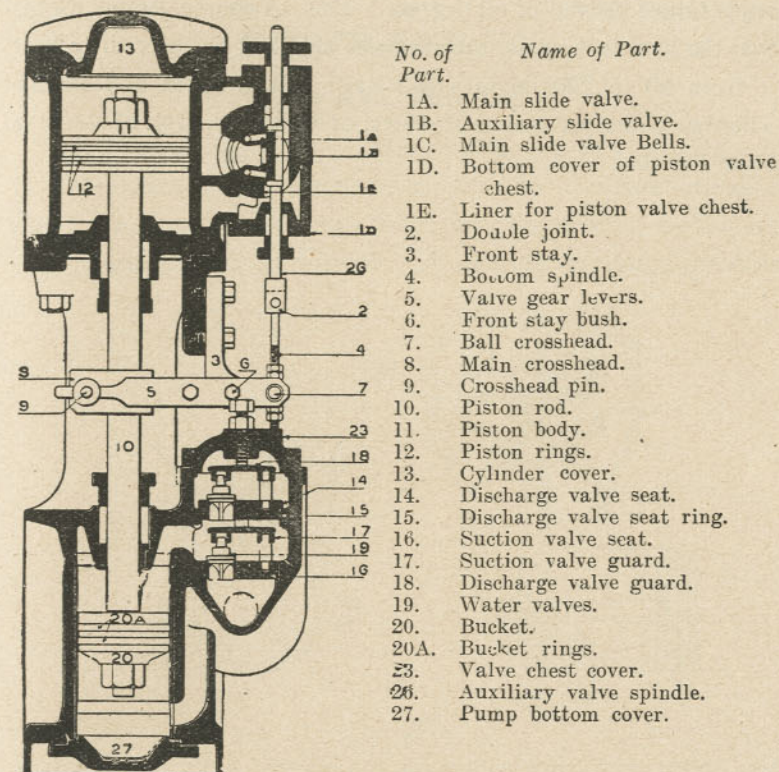 13
1A
1B
12
1E
1D
26
2
4
3
8
5
6
7
9
10
23
18
14
15
17
19
16
20A
20
27
No. of Name of Part.
Part.
1A. Main slide valve.
1B. Auxiliary slide valve.
1C. Main slide valve Bells.
1D. Bottom cover of piston valve
chest.
1E. Liner for piston valve chest.
2. Double joint.
3. Front stay.
4. Bottom spindle.
5. Valve gear levers.
6. Front stay bush.
7. Ball crosshead.
8. Main crosshead.
9. Crosshead pin.
10. Piston rod.
11. Piston body.
12. Piston rings.
13. Cylinder cover.
14. Discharge valve seat.
15. Discharge valve seat ring.
16. Suction valve seat.
17. Suction valve guard.
18. Discharge valve guard.
19. Water valves.
20. Bucket.
20A. Bucket rings.
23. Valve chest cover.
26. Auxiliary valve spindle.
27. Pump bottom cover.